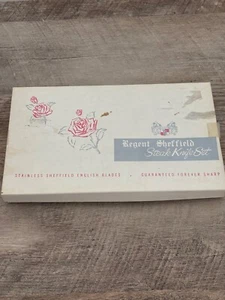 Regent Sheffield
Steak Knife Set
STAINLESS SHEFFIELD ENGLISH BLADES - GUARANTEED FOREVER SHARP